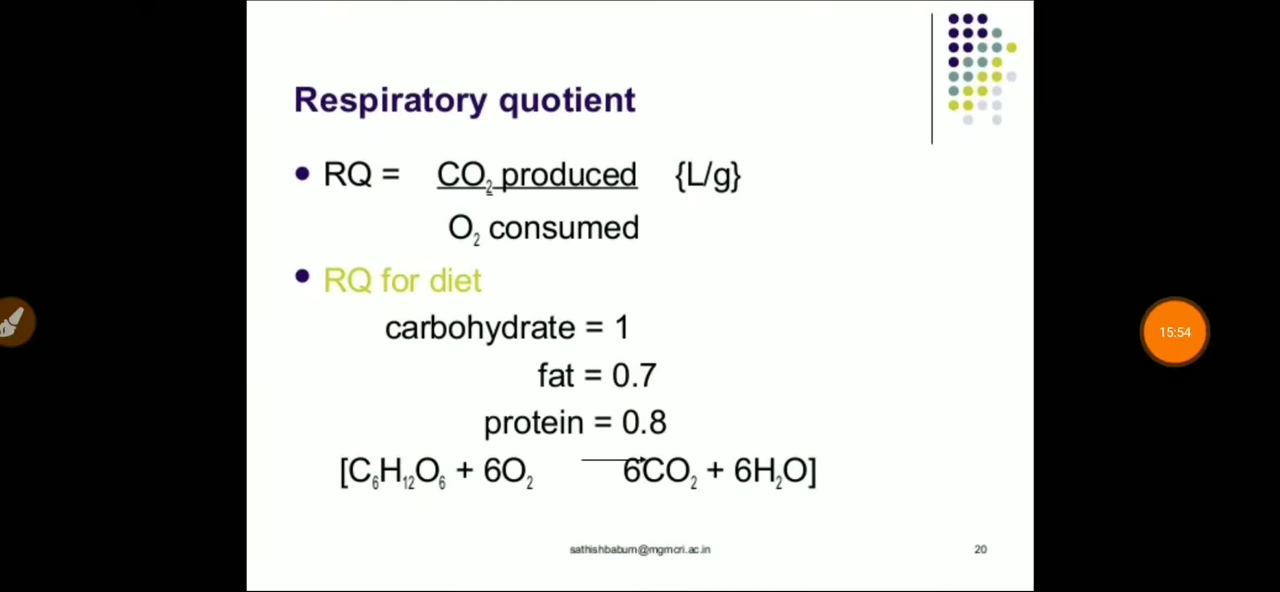 Respiratory quotient
• RQ = CO₂ produced {L/g}
O₂ consumed
• RQ for diet
carbohydrate = 1
fat = 0.7
protein = 0.8
[C₆H₁₂O₆ + 6O₂ → 6CO₂ + 6H₂O]
sathishbabum@mgmcri.ac.in 20
15:54